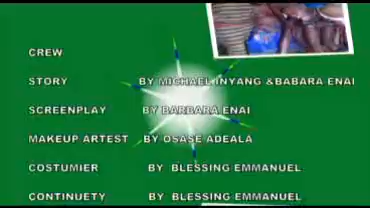 CREW
STORY BY MICHAEL INYANG &BABARA ENAI
SCREENPLAY BY BARBARA ENAI
MAKEUP ARTEST BY OSASE ADEALA
COSTUMIER BY BLESSING EMMANUEL
CONTINUETY BY BLESSING EMMANUEL